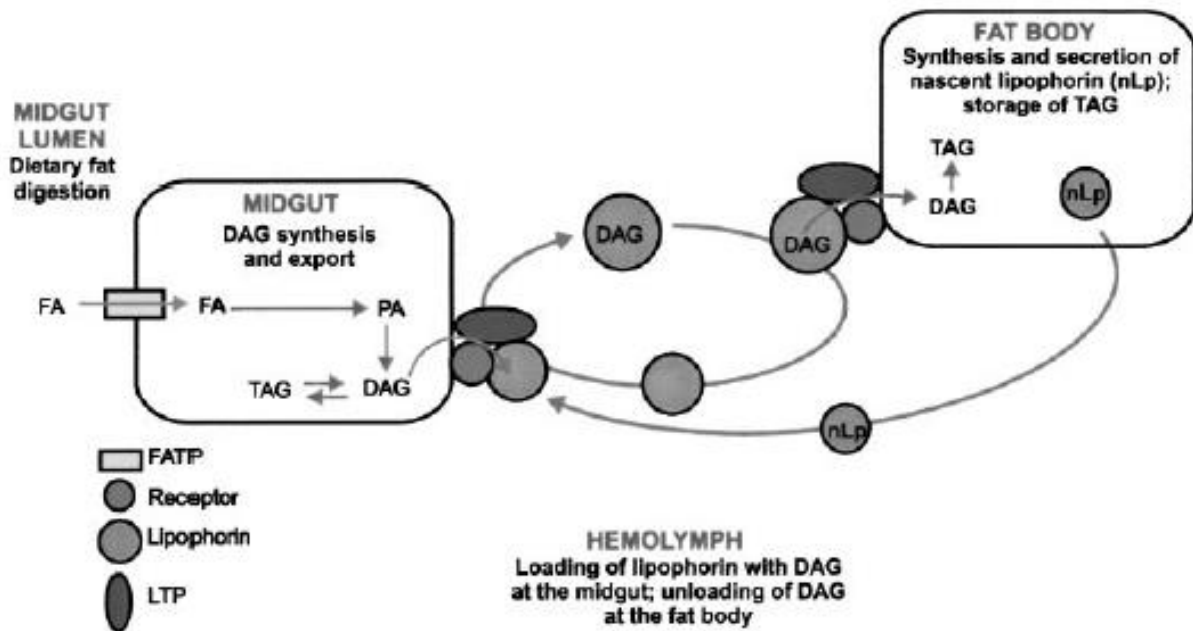 FAT BODY
Synthesis and secretion of
nascent lipophorin (nLp);
storage of TAG
TAG
DAG
nLp
MIDGUT
LUMEN
Dietary fat
digestion
MIDGUT
DAG synthesis
and export
DAG
DAG
FA
FA
PA
TAG
DAG
nLp
FATP
Receptor
Lipophorin
LTP
HEMOLYMPH
Loading of lipophorin with DAG
at the midgut; unloading of DAG
at the fat body